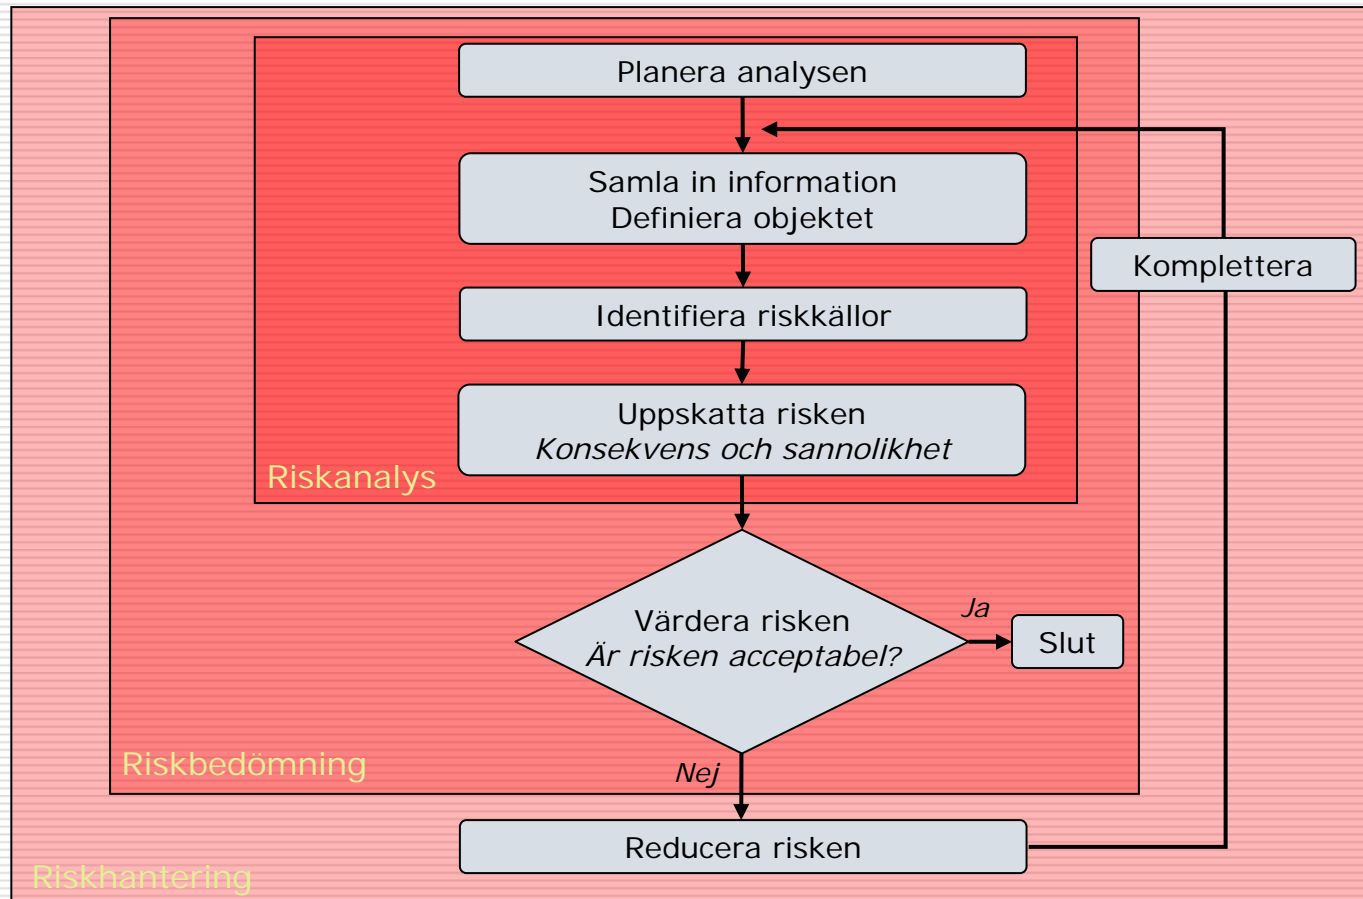 Planera analysen
Samla in information
Definiera objektet
Komplettera
Identifiera riskkällor
Uppskatta risken
Konsekvens och sannolikhet
Riskanalys
Värdera risken
Är risken acceptabel?
Ja
Slut
Riskbedömning
Nej
Reducera risken
Riskhantering